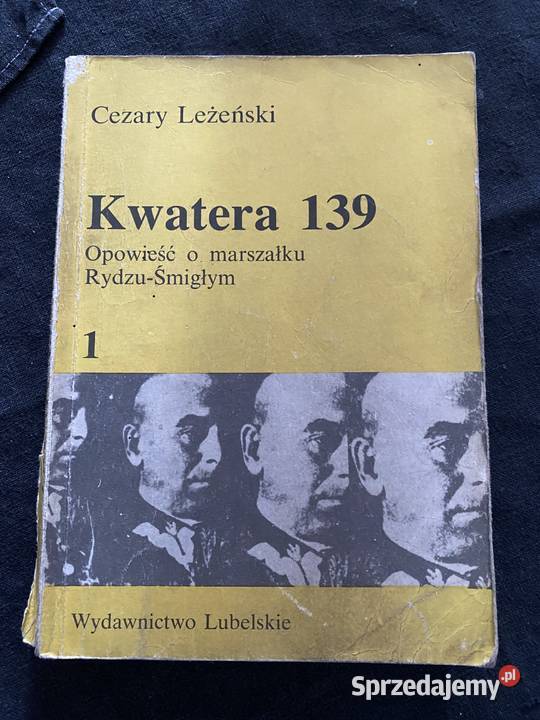 Cezary Leżeński
Kwatera 139
Opowieść o marszałku
Rydzu-Śmigłym
1
Wydawnictwo Lubelskie
Sprzedajemy.pl